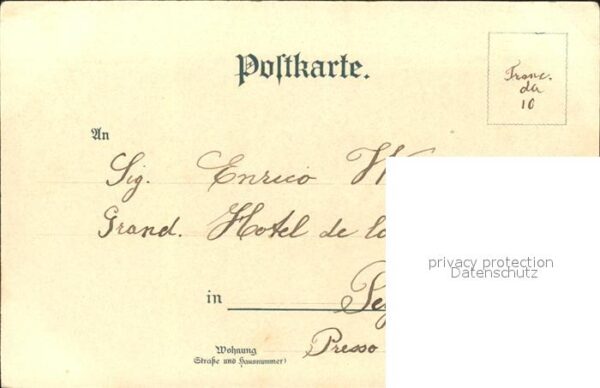 Postkarte.
Franc.
da
10
An
Sig. Enrico
Grand. Hotel de
privacy protection
Datenschutz
in
Wohnung
Presso
(Straße und Hausnummer)